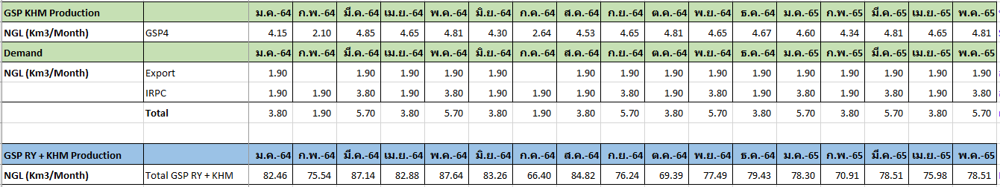 GSP KHM Production ม.ค.-64 ก.พ.-64 มี.ค.-64 เม.ย.-64 พ.ค.-64 มิ.ย.-64 ก.ค.-64 ส.ค.-64 ก.ย.-64 ต.ค.-64 พ.ย.-64 ธ.ค.-64 ม.ค.-65 ก.พ.-65 มี.ค.-65 เม.ย.-65 พ.ค.-65
NGL (Km3/Month) GSP4 4.15 2.10 4.85 4.65 4.81 4.30 2.64 4.53 4.65 4.81 4.65 4.67 4.60 4.34 4.81 4.65 4.81
Demand ม.ค.-64 ก.พ.-64 มี.ค.-64 เม.ย.-64 พ.ค.-64 มิ.ย.-64 ก.ค.-64 ส.ค.-64 ก.ย.-64 ต.ค.-64 พ.ย.-64 ธ.ค.-64 ม.ค.-65 ก.พ.-65 มี.ค.-65 เม.ย.-65 พ.ค.-65
NGL (Km3/Month) Export 1.90 1.90 1.90 1.90 1.90 1.90 1.90 1.90 1.90 1.90 1.90 1.90 1.90 1.90 1.90
IRPC 1.90 1.90 3.80 1.90 3.80 1.90 1.90 1.90 3.80 1.90 3.80 1.90 3.80 1.90 3.80 1.90 3.80
Total 3.80 1.90 5.70 3.80 5.70 3.80 1.90 3.80 5.70 3.80 5.70 3.80 5.70 3.80 5.70 3.80 5.70
GSP RY + KHM Production ม.ค.-64 ก.พ.-64 มี.ค.-64 เม.ย.-64 พ.ค.-64 มิ.ย.-64 ก.ค.-64 ส.ค.-64 ก.ย.-64 ต.ค.-64 พ.ย.-64 ธ.ค.-64 ม.ค.-65 ก.พ.-65 มี.ค.-65 เม.ย.-65 พ.ค.-65
NGL (Km3/Month) Total GSP RY + KHM 82.46 75.54 87.14 82.88 87.64 83.26 66.40 84.82 76.24 69.39 77.49 79.43 78.30 70.91 78.51 75.98 78.51